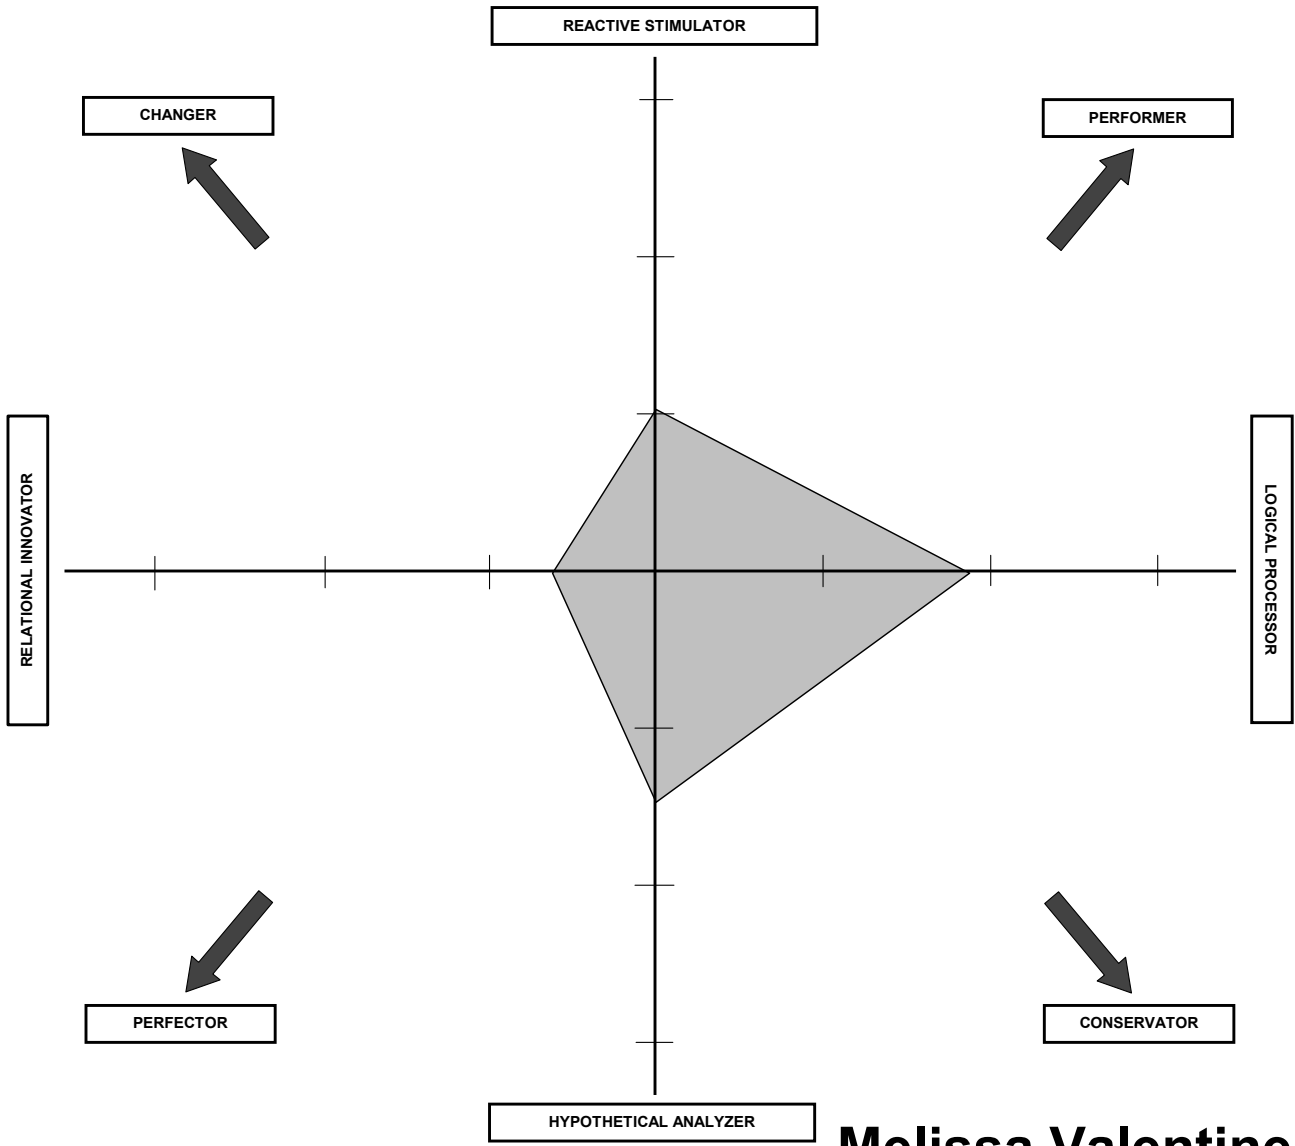 REACTIVE STIMULATOR
CHANGER
PERFORMER
RELATIONAL INNOVATOR
LOGICAL PROCESSOR
PERFECTOR
CONSERVATOR
HYPOTHETICAL ANALYZER
Melissa Valentine